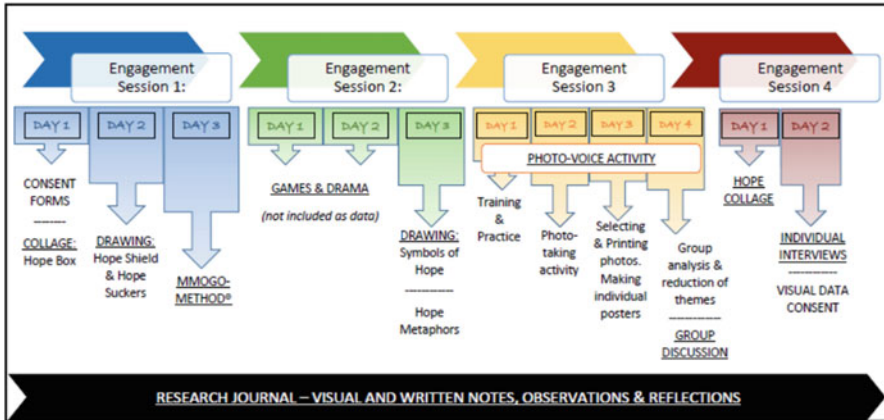 Engagement
Session 1:
Engagement
Session 2:
Engagement
Session 3
Engagement
Session 4
DAY 1
DAY 2
DAY 3
DAY 1
DAY 2
DAY 3
DAY 1
DAY 2
DAY 3
DAY 4
DAY 1
DAY 2
CONSENT
FORMS
---------
COLLAGE:
Hope Box
DRAWING:
Hope Shield
& Hope
Suckers
MMOGO-
METHOD®
GAMES & DRAMA
(not included as data)
DRAWING:
Symbols of
Hope
-------------
Hope
Metaphors
PHOTO-VOICE ACTIVITY
Training
&
Practice
Photo-
taking
activity
Selecting
& Printing
photos.
Making
individual
posters
Group
analysis &
reduction of
themes
--------------
GROUP
DISCUSSION
HOPE
COLLAGE
INDIVIDUAL
INTERVIEWS
--------------
VISUAL DATA
CONSENT
RESEARCH JOURNAL – VISUAL AND WRITTEN NOTES, OBSERVATIONS & REFLECTIONS